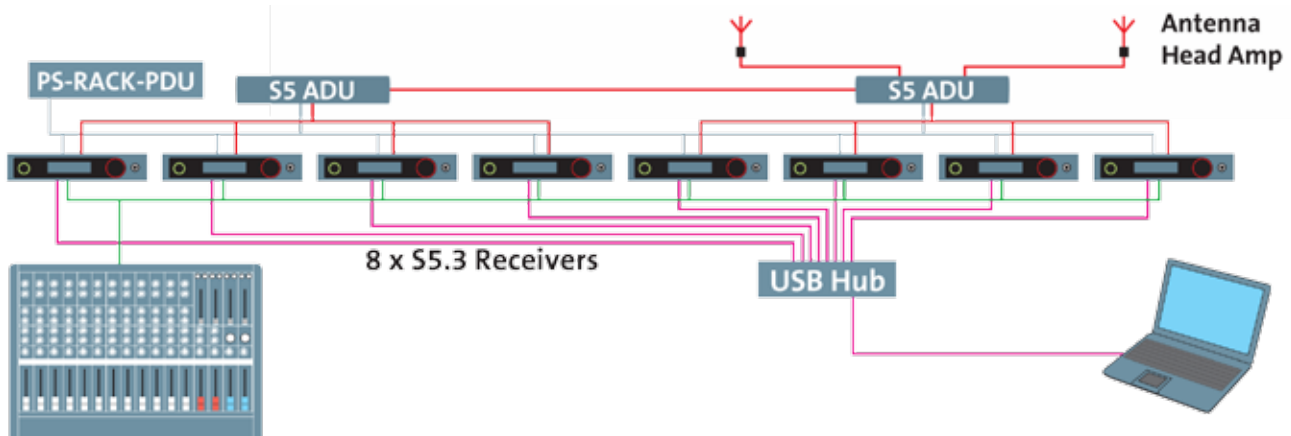 Antenna
Head Amp
PS-RACK-PDU
S5 ADU
S5 ADU
8 x S5.3 Receivers
USB Hub